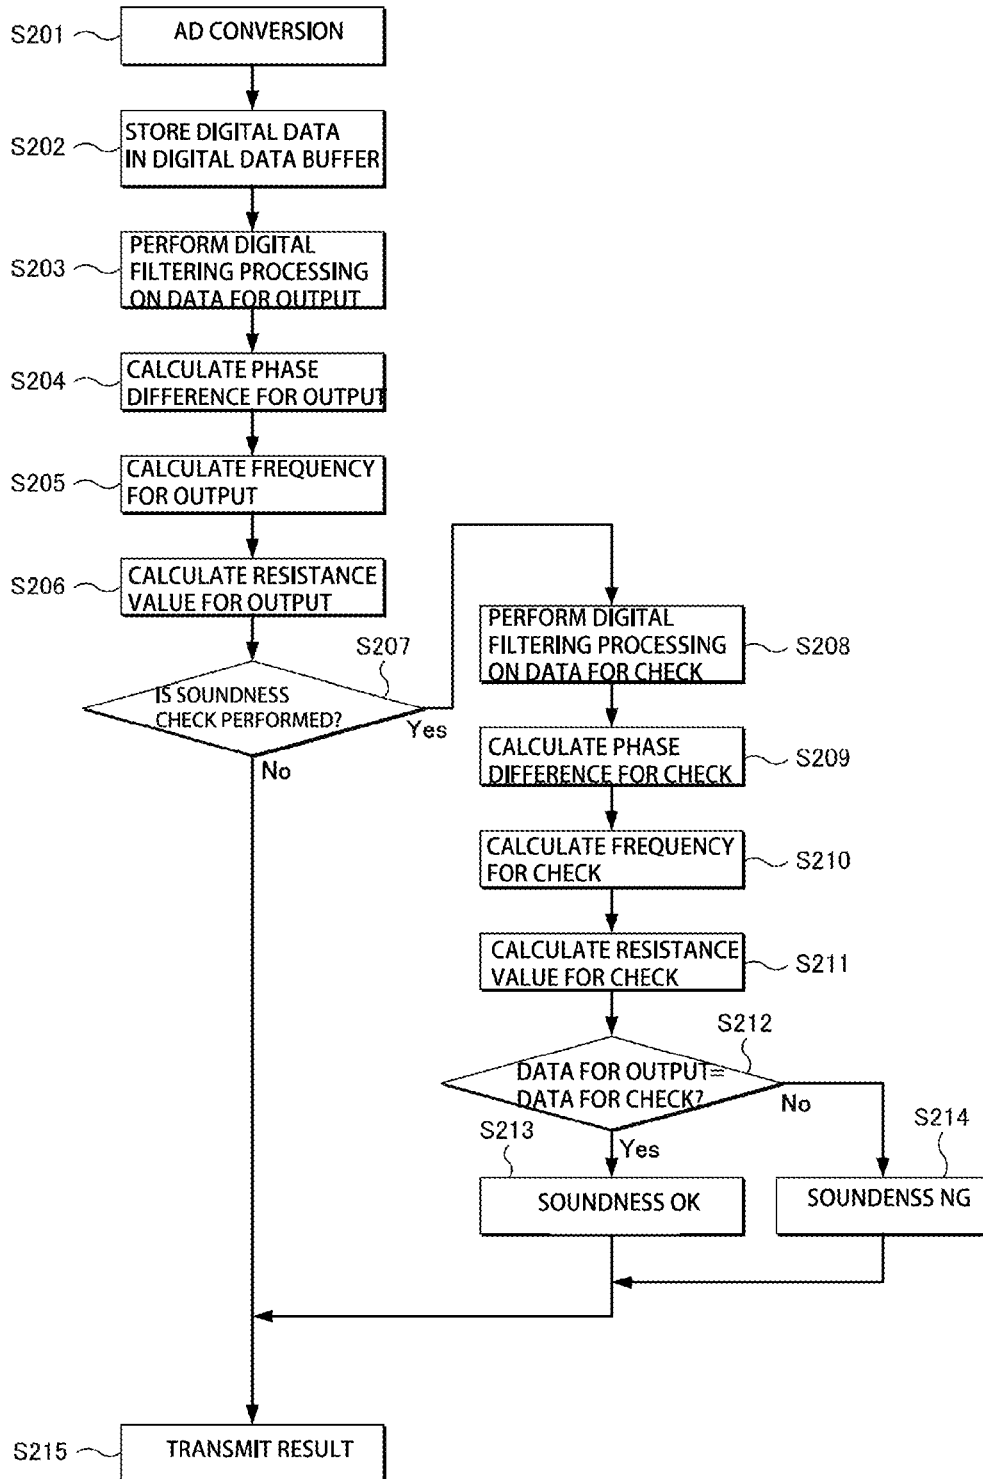 S201
AD CONVERSION
S202
STORE DIGITAL DATA
IN DIGITAL DATA BUFFER
S203
PERFORM DIGITAL
FILTERING PROCESSING
ON DATA FOR OUTPUT
S204
CALCULATE PHASE
DIFFERENCE FOR OUTPUT
S205
CALCULATE FREQUENCY
FOR OUTPUT
S206
CALCULATE RESISTANCE
VALUE FOR OUTPUT
S207
IS SOUNDNESS
CHECK PERFORMED?
Yes
No
PERFORM DIGITAL
FILTERING PROCESSING
ON DATA FOR CHECK
S208
CALCULATE PHASE
DIFFERENCE FOR CHECK
S209
CALCULATE FREQUENCY
FOR CHECK
S210
CALCULATE RESISTANCE
VALUE FOR CHECK
S211
S212
DATA FOR OUTPUT≡
DATA FOR CHECK?
No
Yes
S213
SOUNDNESS OK
S214
SOUNDENSS NG
S215
TRANSMIT RESULT